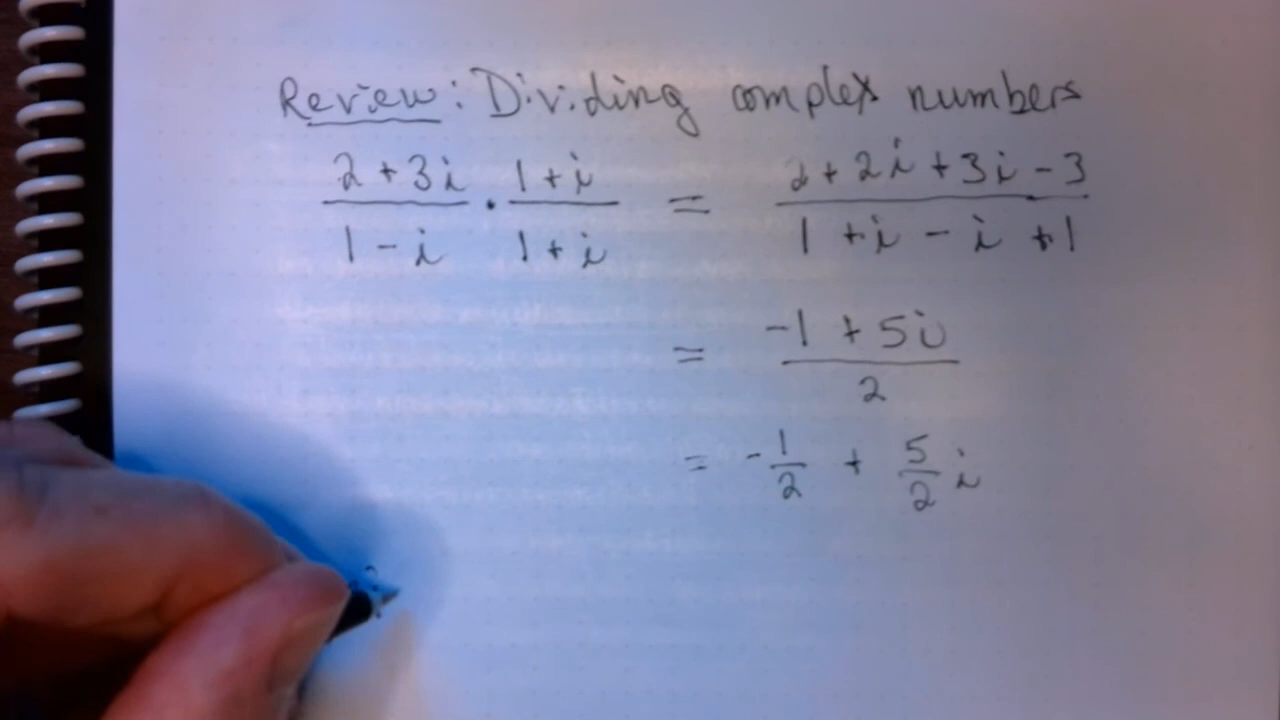 Review: Dividing complex numbers
2 + 3i / 1 - i · 1 + i / 1 + i = 2 + 2i + 3i - 3 / 1 + i - i + 1
= -1 + 5i / 2
= - 1/2 + 5/2 i